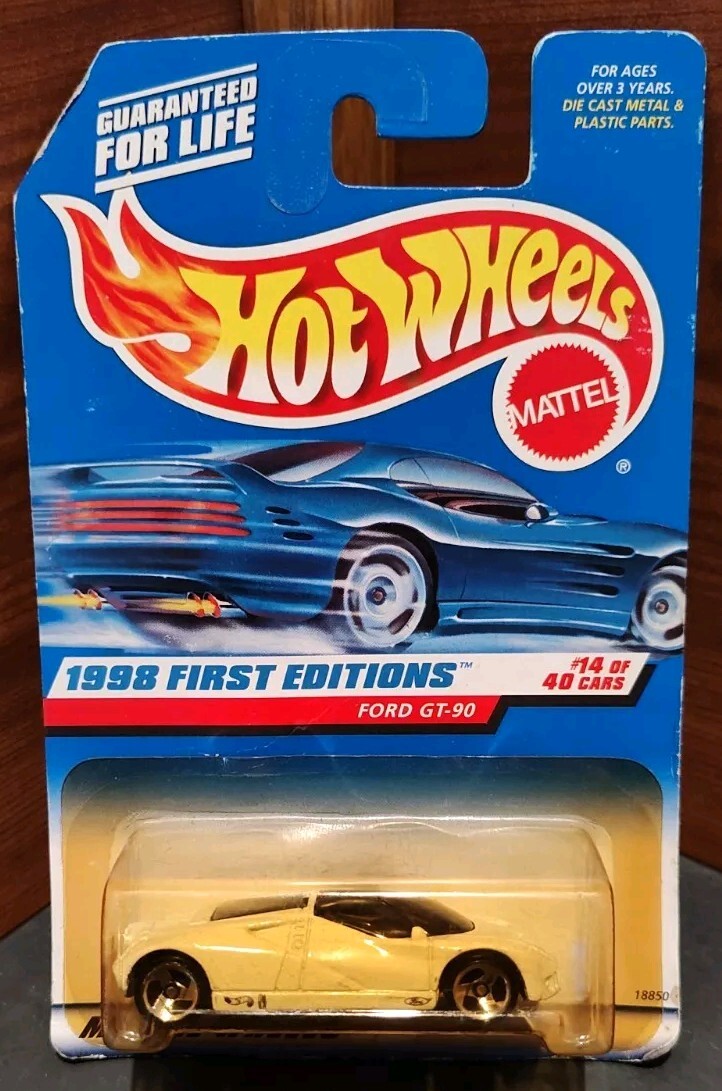 GUARANTEED
FOR LIFE
FOR AGES
OVER 3 YEARS.
DIE CAST METAL &
PLASTIC PARTS.
HOT WHEELS
MATTEL
®
1998 FIRST EDITIONS™
#14 OF
40 CARS
FORD GT-90
18850